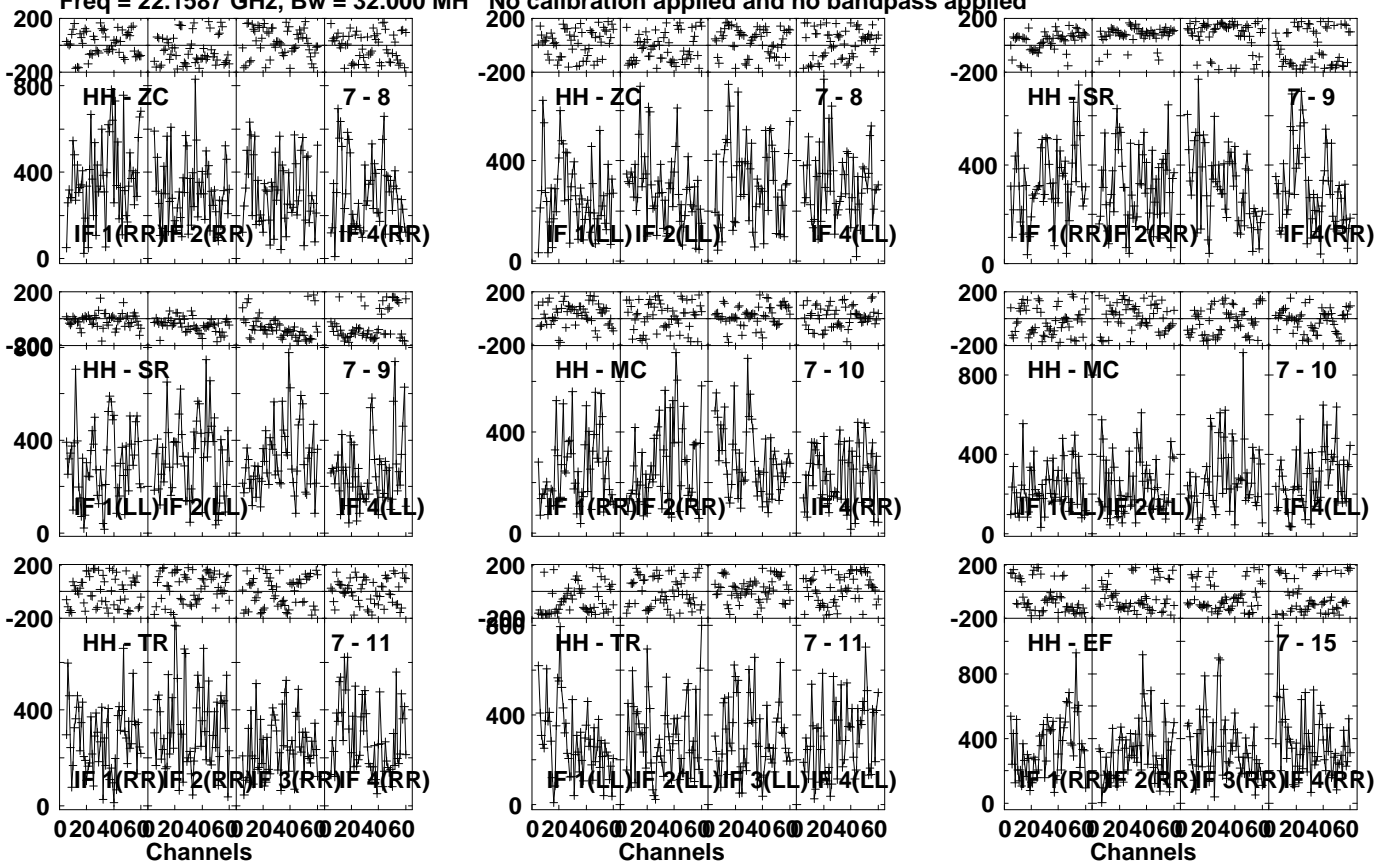 Freq = 22.1587 GHz, Bw = 32.000 MH No calibration applied and no bandpass applied
200 200 200
-200 -200 -200
800
HH - ZC 7 - 8 HH - ZC 7 - 8 HH - SR 7 - 9
400 400 400
IF 1(RR) IF 2(RR) IF 4(RR) IF 1(LL) IF 2(LL) IF 4(LL) IF 1(RR) IF 2(RR) IF 4(RR)
0 0 0
200 200 200
-200 -200 -200
800 800
HH - SR 7 - 9 HH - MC 7 - 10 HH - MC 7 - 10
400 400 400
IF 1(LL) IF 2(LL) IF 4(LL) IF 1(RR) IF 2(RR) IF 4(RR) IF 1(LL) IF 2(LL) IF 4(LL)
0 0 0
200 200 200
-200 -200 -200
800
HH - TR 7 - 11 HH - TR 7 - 11 HH - EF 7 - 15
800
400 400 400
IF 1(RR) IF 2(RR) IF 3(RR) IF 4(RR) IF 1(LL) IF 2(LL) IF 3(LL) IF 4(LL) IF 1(RR) IF 2(RR) IF 3(RR) IF 4(RR)
0 0 0
0 20 40 60 0 20 40 60 0 20 40 60 0 20 40 60 0 20 40 60 0 20 40 60 0 20 40 60 0 20 40 60 0 20 40 60 0 20 40 60 0 20 40 60 0 20 40 60
Channels Channels Channels